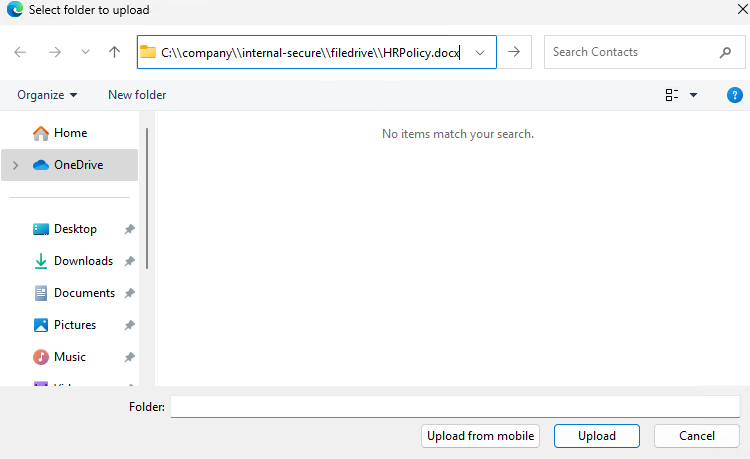 Select folder to upload
C:\\company\\internal-secure\\filedrive\\HRPolicy.docx
Search Contacts
Organize
New folder
?
Home
No items match your search.
OneDrive
Desktop
Downloads
Documents
Pictures
Music
Folder:
Upload from mobile
Upload
Cancel